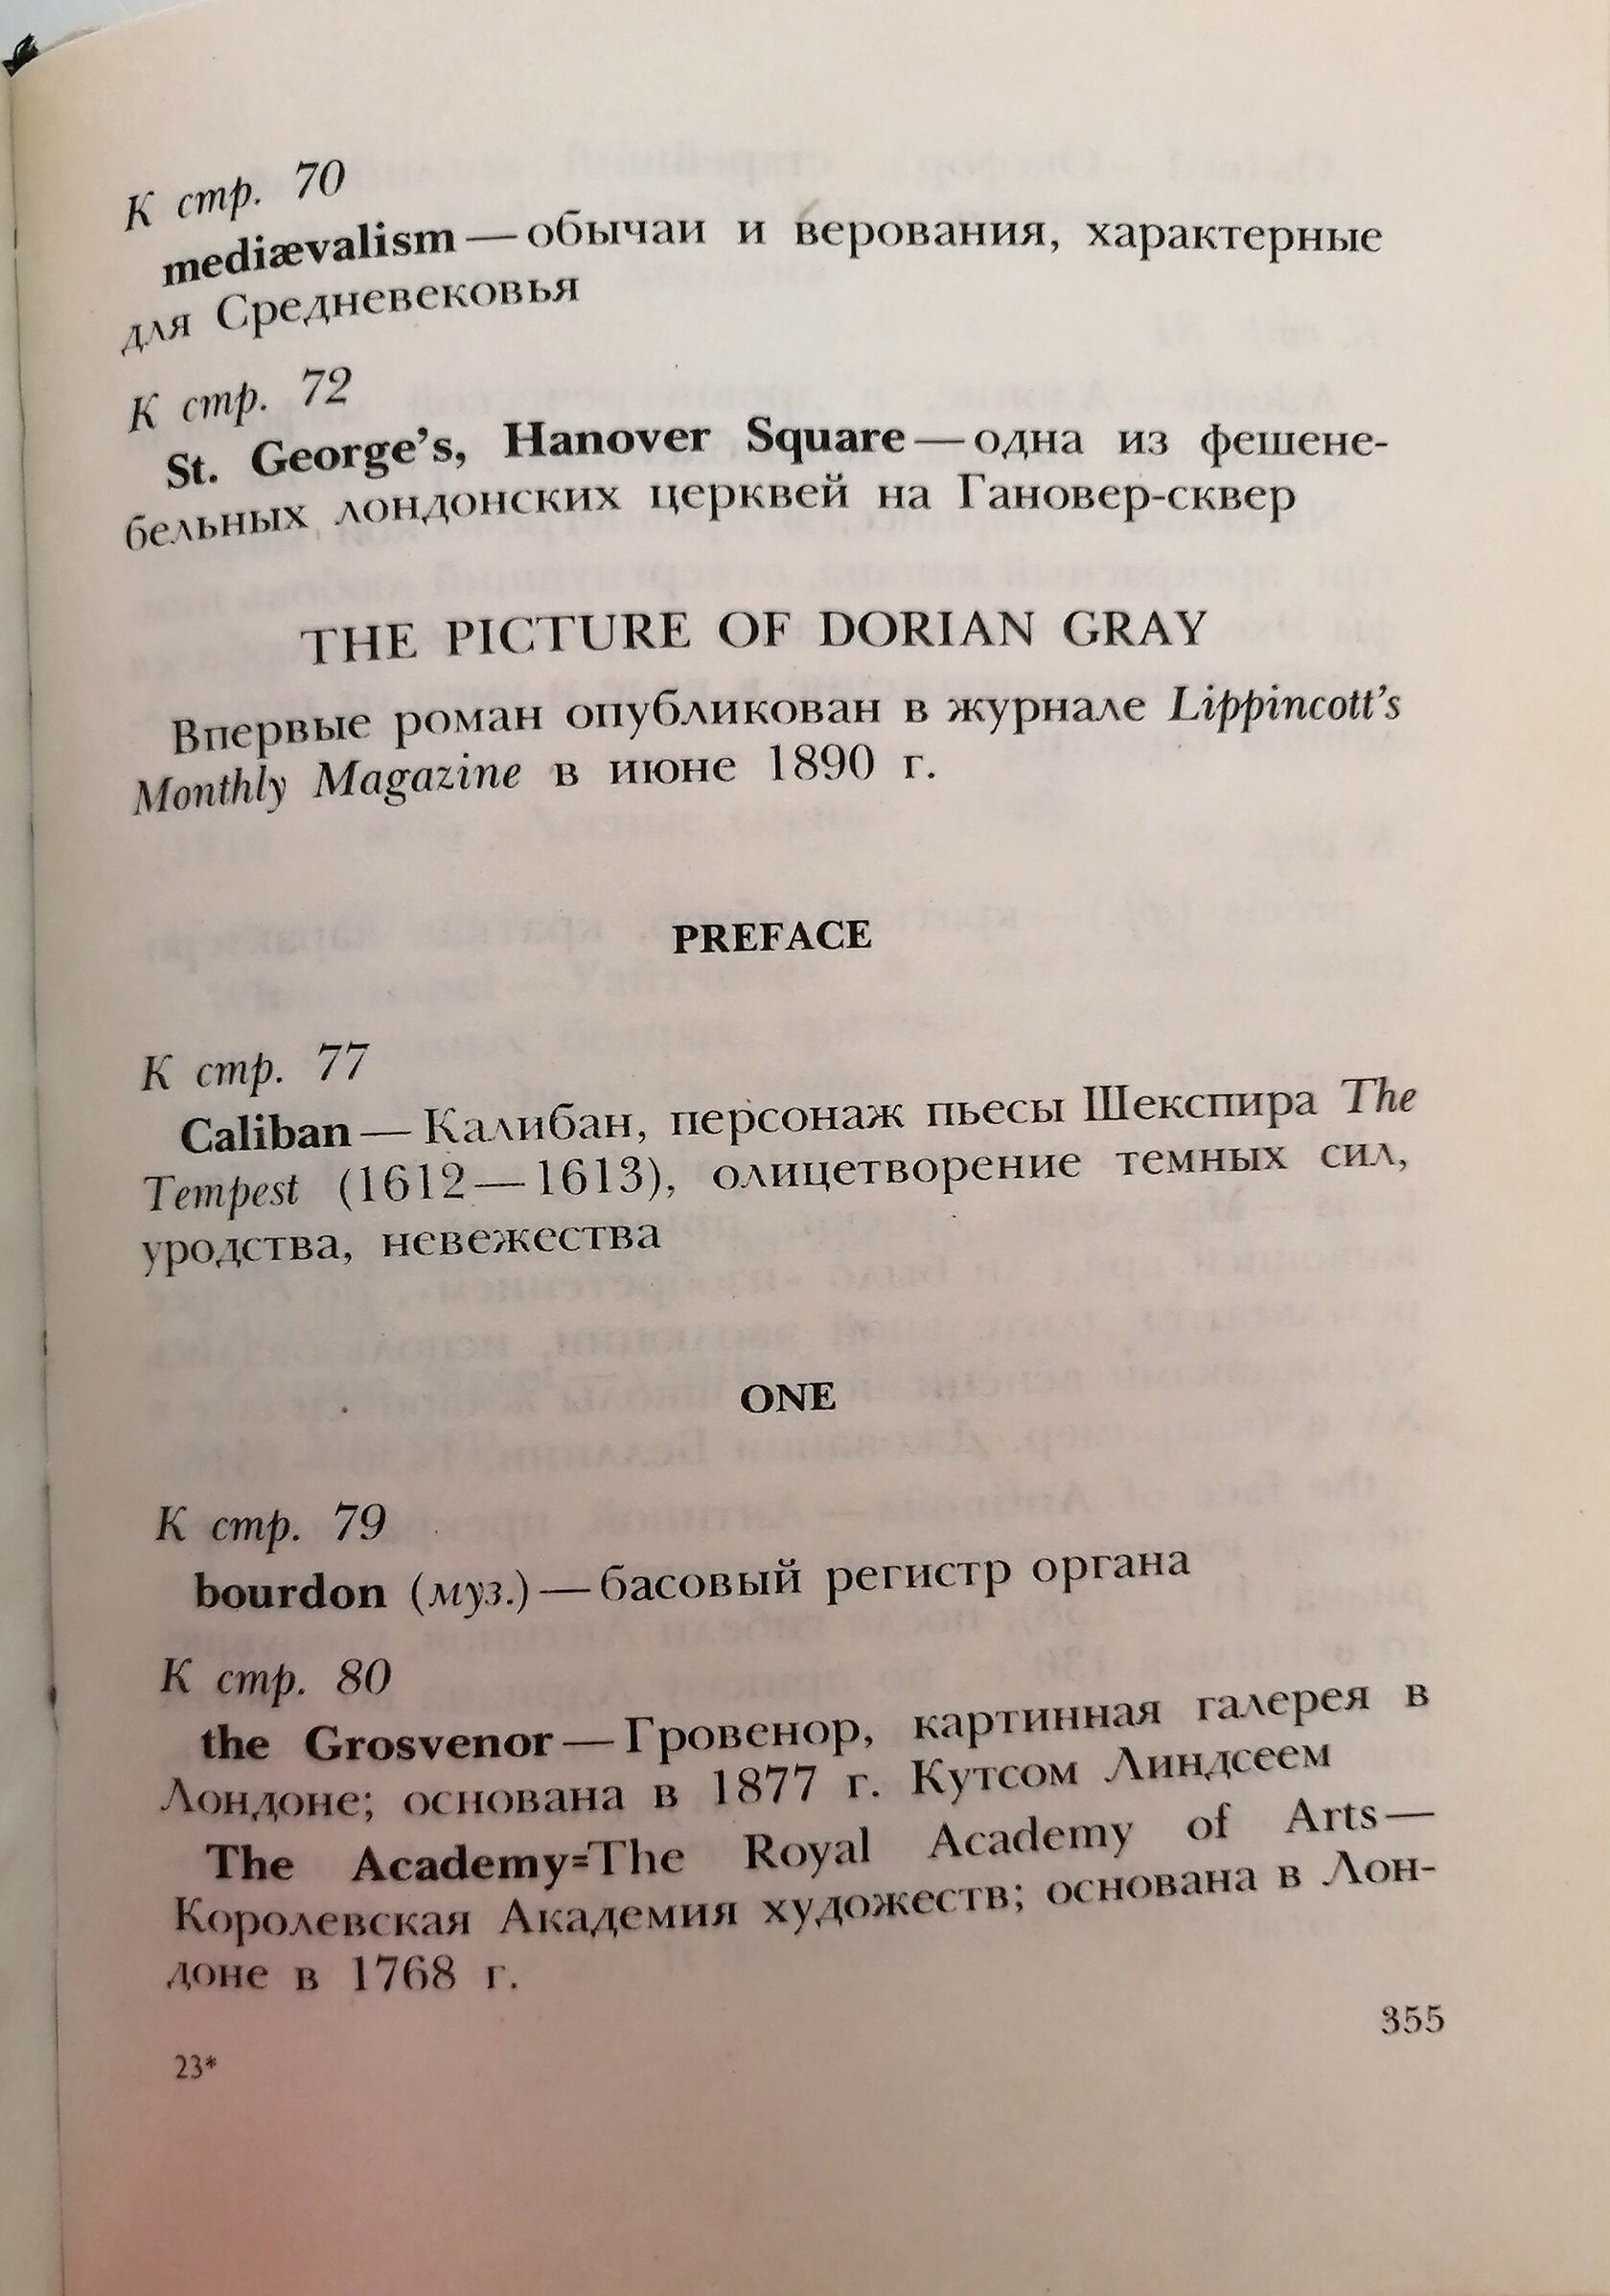 К стр. 70
mediævalism — обычаи и верования, характерные
для Средневековья
К стр. 72
St. George's, Hanover Square — одна из фешене-
бельных лондонских церквей на Гановер-сквер
THE PICTURE OF DORIAN GRAY
Впервые роман опубликован в журнале Lippincott's
Monthly Magazine в июне 1890 г.
PREFACE
К стр. 77
Caliban — Калибан, персонаж пьесы Шекспира The
Tempest (1612—1613), олицетворение темных сил,
уродства, невежества
ONE
К стр. 79
bourdon (муз.) — басовый регистр органа
К стр. 80
the Grosvenor — Гровенор, картинная галерея в
Лондоне; основана в 1877 г. Кутсом Линдсеем
The Academy=The Royal Academy of Arts —
Королевская Академия художеств; основана в Лон-
доне в 1768 г.
355
23*